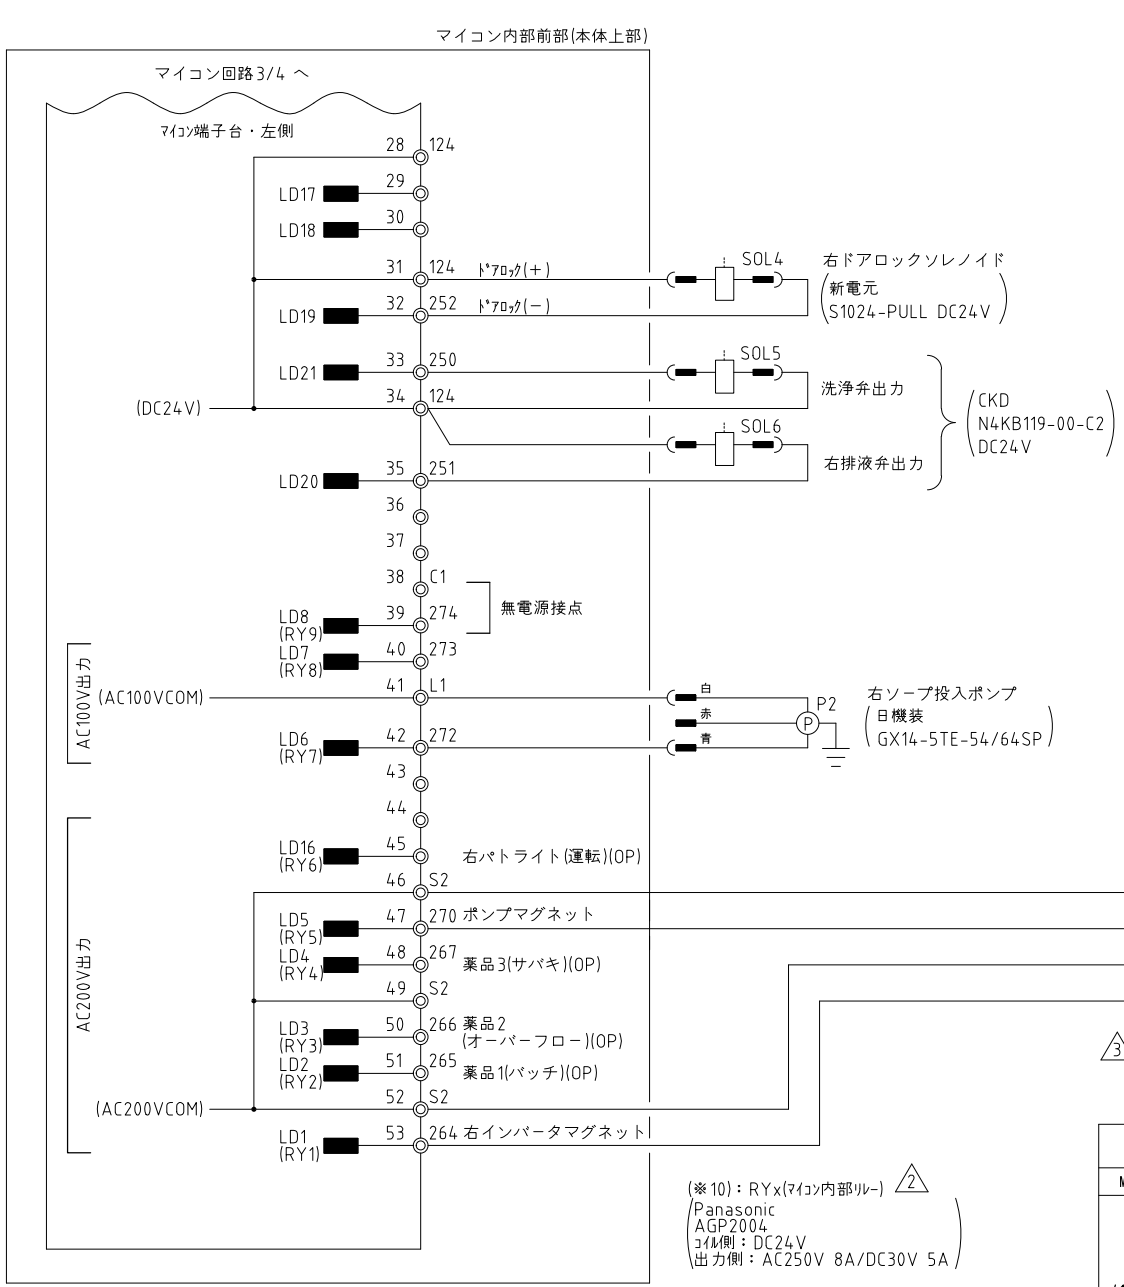 マイコン内部前部(本体上部)
マイコン回路3/4 へ
ﾏｲｺﾝ端子台・左側
28 124
LD17 29
LD18 30
31 124 ﾄﾞｱﾛｯｸ(+)
SOL4
右ドアロックソレノイド
新電元
S1024-PULL DC24V
LD19 32 252 ﾄﾞｱﾛｯｸ(-)
LD21 33 250
SOL5
洗浄弁出力
(DC24V) 34 124
SOL6
右排液弁出力
CKD
N4KB119-00-C2
DC24V
LD20 35 251
36
37
38 C1
無電源接点
LD8
(RY9)
39 274
LD7
(RY8)
40 273
AC100V出力
(AC100VCOM) 41 L1
白
赤
青
P2
P
右ソープ投入ポンプ
日機装
GX14-5TE-54/64SP
LD6
(RY7)
42 272
43
44
AC200V出力
LD16
(RY6)
45 右パトライト(運転)(OP)
46 S2
LD5
(RY5)
47 270 ポンプマグネット
LD4
(RY4)
48 267 薬品3(サバキ)(OP)
49 S2
LD3
(RY3)
50 266 薬品2
(オーバーフロー)(OP)
LD2
(RY2)
51 265 薬品1(バッチ)(OP)
(AC200VCOM) 52 S2
LD1
(RY1)
53 264 右インバータマグネット
3
(※10)：RYx(ﾏｲｺﾝ内部ﾘﾚｰ) 2
Panasonic
AGP2004
ｺｲﾙ側：DC24V
出力側：AC250V 8A/DC30V 5A